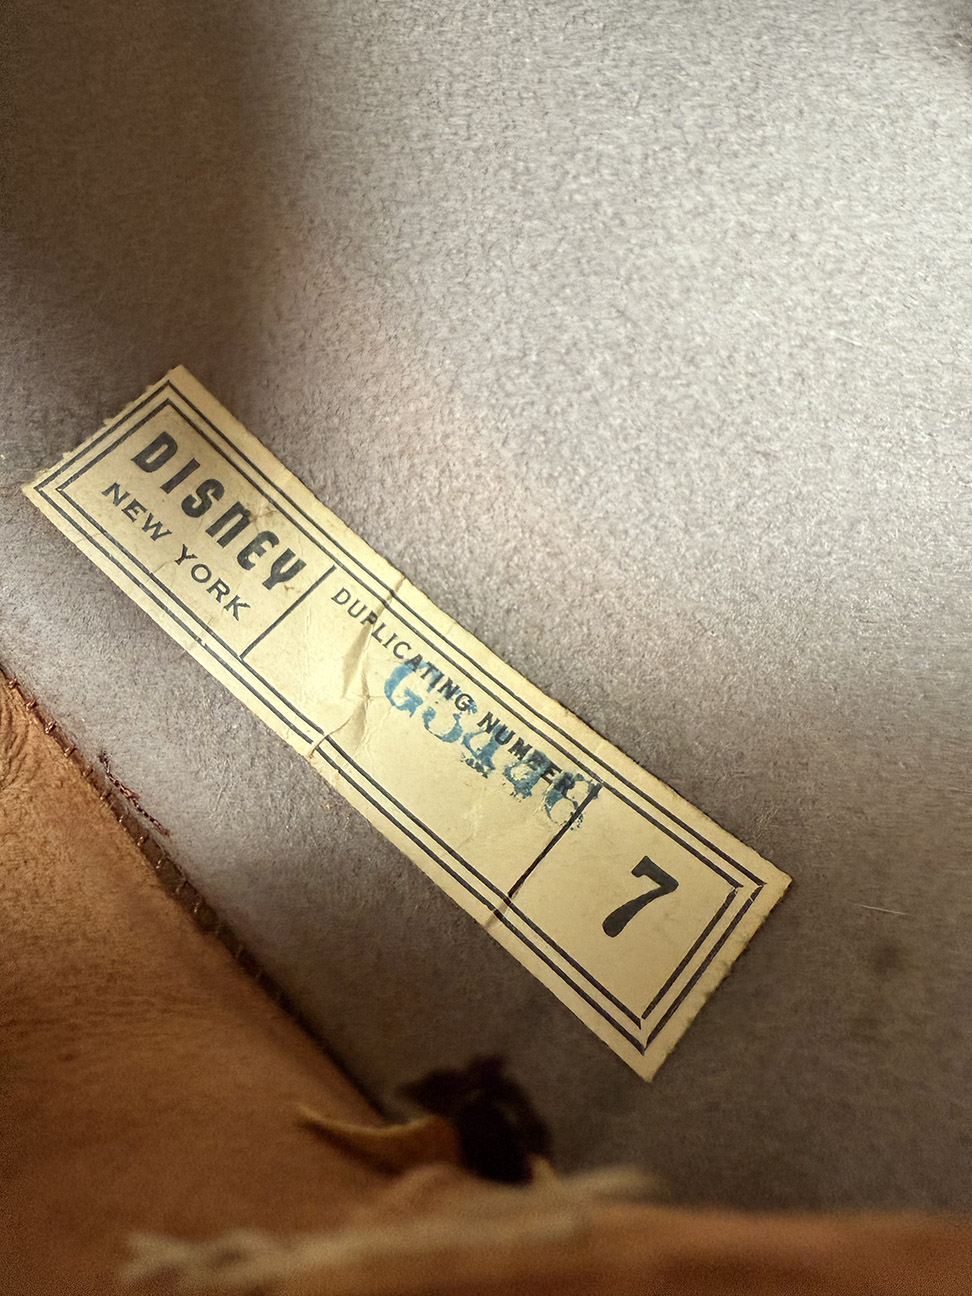 DISNEY
NEW YORK
DUPLICATING NUMBER
7